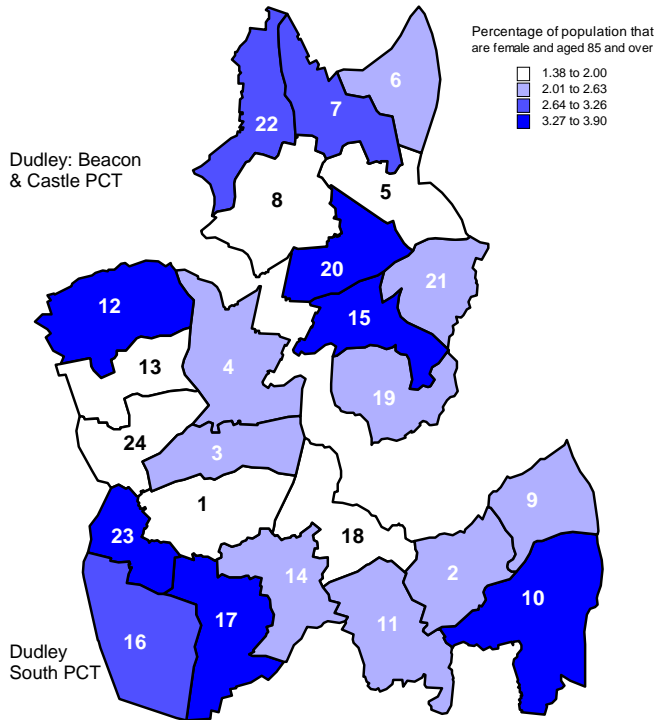 Percentage of population that
are female and aged 85 and over
1.38 to 2.00
2.01 to 2.63
2.64 to 3.26
3.27 to 3.90
6
7
22
Dudley: Beacon
& Castle PCT
8
5
20
21
12
15
13
4
19
24
3
9
1
23
18
14
2
10
11
17
16
Dudley
South PCT